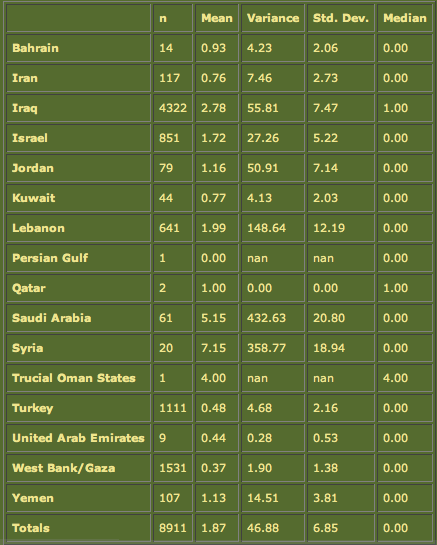 n Mean Variance Std. Dev. Median
Bahrain 14 0.93 4.23 2.06 0.00
Iran 117 0.76 7.46 2.73 0.00
Iraq 4322 2.78 55.81 7.47 1.00
Israel 851 1.72 27.26 5.22 0.00
Jordan 79 1.16 50.91 7.14 0.00
Kuwait 44 0.77 4.13 2.03 0.00
Lebanon 641 1.99 148.64 12.19 0.00
Persian Gulf 1 0.00 nan nan 0.00
Qatar 2 1.00 0.00 0.00 1.00
Saudi Arabia 61 5.15 432.63 20.80 0.00
Syria 20 7.15 358.77 18.94 0.00
Trucial Oman States 1 4.00 nan nan 4.00
Turkey 1111 0.48 4.68 2.16 0.00
United Arab Emirates 9 0.44 0.28 0.53 0.00
West Bank/Gaza 1531 0.37 1.90 1.38 0.00
Yemen 107 1.13 14.51 3.81 0.00
Totals 8911 1.87 46.88 6.85 0.00